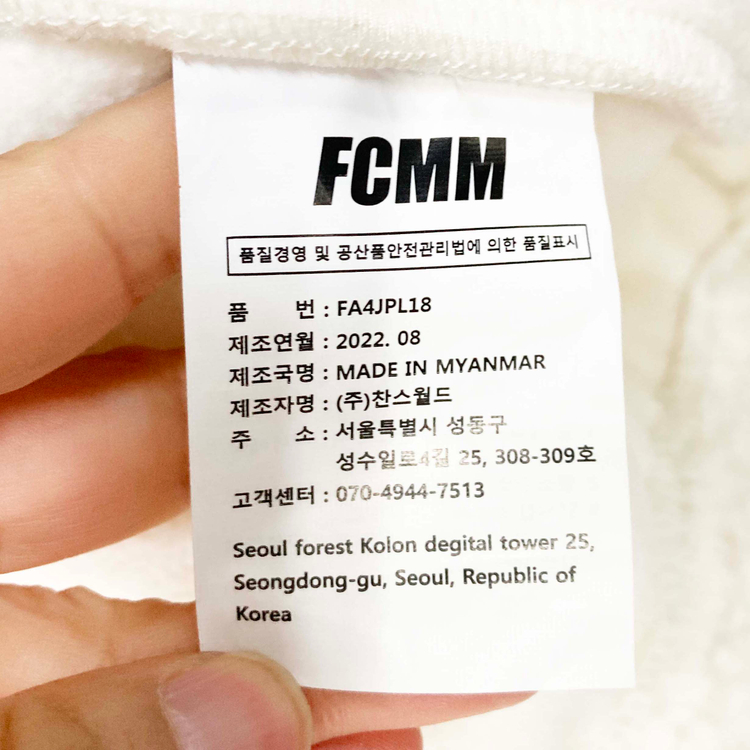 FCMM
품질경영 및 공산품안전관리법에 의한 품질표시
품 번 : FA4JPL18
제조연월 : 2022. 08
제조국명 : MADE IN MYANMAR
제조자명 : (주)찬스월드
주 소 : 서울특별시 성동구
성수일로4길 25, 308-309호
고객센터 : 070-4944-7513
Seoul forest Kolon degital tower 25,
Seongdong-gu, Seoul, Republic of
Korea